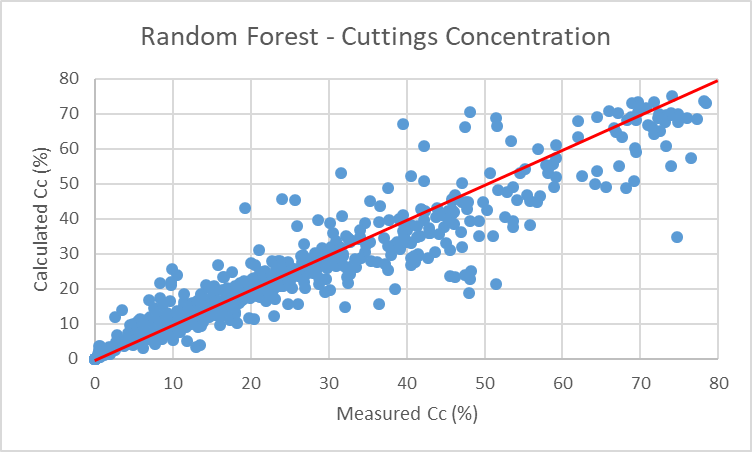 Random Forest - Cuttings Concentration
80
70
60
50
40
30
20
10
0
Calculated Cc (%)
0 10 20 30 40 50 60 70 80
Measured Cc (%)